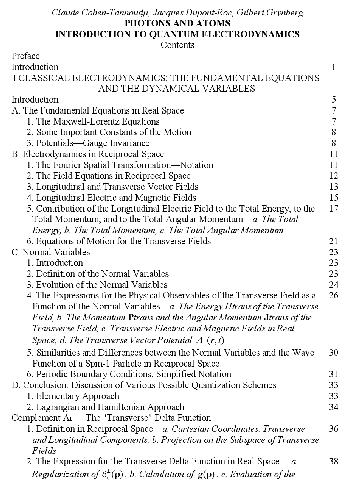 Claude Cohen-Tannoudji, Jacques Dupont-Roc, Gilbert Grynberg
PHOTONS AND ATOMS
INTRODUCTION TO QUANTUM ELECTRODYNAMICS
Contents
Preface
Introduction 1
I CLASSICAL ELECTRODYNAMICS: THE FUNDAMENTAL EQUATIONS
AND THE DYNAMICAL VARIABLES
Introduction 5
A. The Fundamental Equations in Real Space 7
1. The Maxwell-Lorentz Equations 7
2. Some Important Constants of the Motion 8
3. Potentials—Gauge Invariance 8
B. Electrodynamics in Reciprocal Space 11
1. The Fourier Spatial Transformation—Notation 11
2. The Field Equations in Reciprocal Space 12
3. Longitudinal and Transverse Vector Fields 13
4. Longitudinal Electric and Magnetic Fields 15
5. Contribution of the Longitudinal Electric Field to the Total Energy, to the 17
Total Momentum, and to the Total Angular Momentum—a. The Total
Energy, b. The Total Momentum, c. The Total Angular Momentum
6. Equations of Motion for the Transverse Fields 21
C. Normal Variables 23
1. Introduction 23
2. Definition of the Normal Variables 23
3. Evolution of the Normal Variables 24
4. The Expressions for the Physical Observables of the Transverse Field as a 26
Function of the Normal Variables—a. The Energy Htrans of the Transverse
Field, b. The Momentum Ptrans and the Angular Momentum Jtrans of the
Transverse Field, c. Transverse Electric and Magnetic Fields in Real
Space, d. The Transverse Vector Potential A (r, t)
5. Similarities and Differences between the Normal Variables and the Wave 30
Function of a Spin-1 Particle in Reciprocal Space
6. Periodic Boundary Conditions. Simplified Notation 31
D. Conclusion: Discussion of Various Possible Quantization Schemes 33
1. Elementary Approach 33
2. Lagrangian and Hamiltonian Approach 34
Complement A — The "Transverse" Delta Function
1. Definition in Reciprocal Space—a. Cartesian Coordinates. Transverse 36
and Longitudinal Components, b. Projection on the Subspace of Transverse
Fields
2. The Expression for the Transverse Delta Function in Real Space—a. 38
Regularization of δ (ρ). b. Calculation of g(ρ). c. Evaluation of the